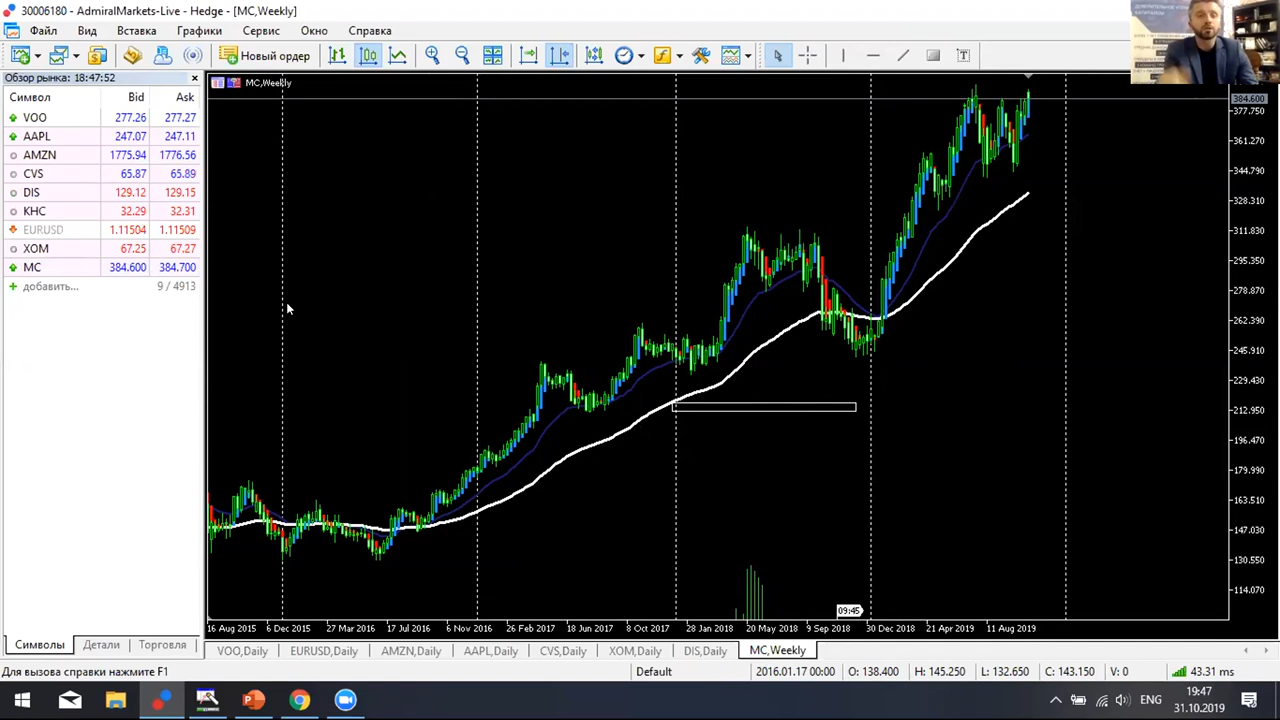 30006180 - AdmiralMarkets-Live - Hedge - [MC,Weekly]
Файл Вид Вставка Графики Сервис Окно Справка
Новый ордер
Обзор рынка: 18:47:52
Символ Bid Ask
VOO 277.26 277.27
AAPL 247.07 247.11
AMZN 1775.94 1776.56
CVS 65.87 65.89
DIS 129.12 129.15
KHC 32.29 32.31
EURUSD 1.11504 1.11509
XOM 67.25 67.27
MC 384.600 384.700
добавить... 9 / 4913
Символы Детали Торговля
MC,Weekly
384.600
377.750
361.270
344.790
328.310
311.830
295.350
278.870
262.390
245.910
229.430
212.950
196.470
179.990
163.510
147.030
130.550
114.070
09:45
16 Aug 2015 6 Dec 2015 27 Mar 2016 17 Jul 2016 6 Nov 2016 26 Feb 2017 18 Jun 2017 8 Oct 2017 28 Jan 2018 20 May 2018 9 Sep 2018 30 Dec 2018 21 Apr 2019 11 Aug 2019
VOO,Daily EURUSD,Daily AMZN,Daily AAPL,Daily CVS,Daily XOM,Daily DIS,Daily MC,Weekly
Для вызова справки нажмите F1 Default 2016.01.17 00:00 O: 138.400 H: 145.250 L: 132.650 C: 143.150 V: 0 43.31 ms
ENG
19:47
31.10.2019